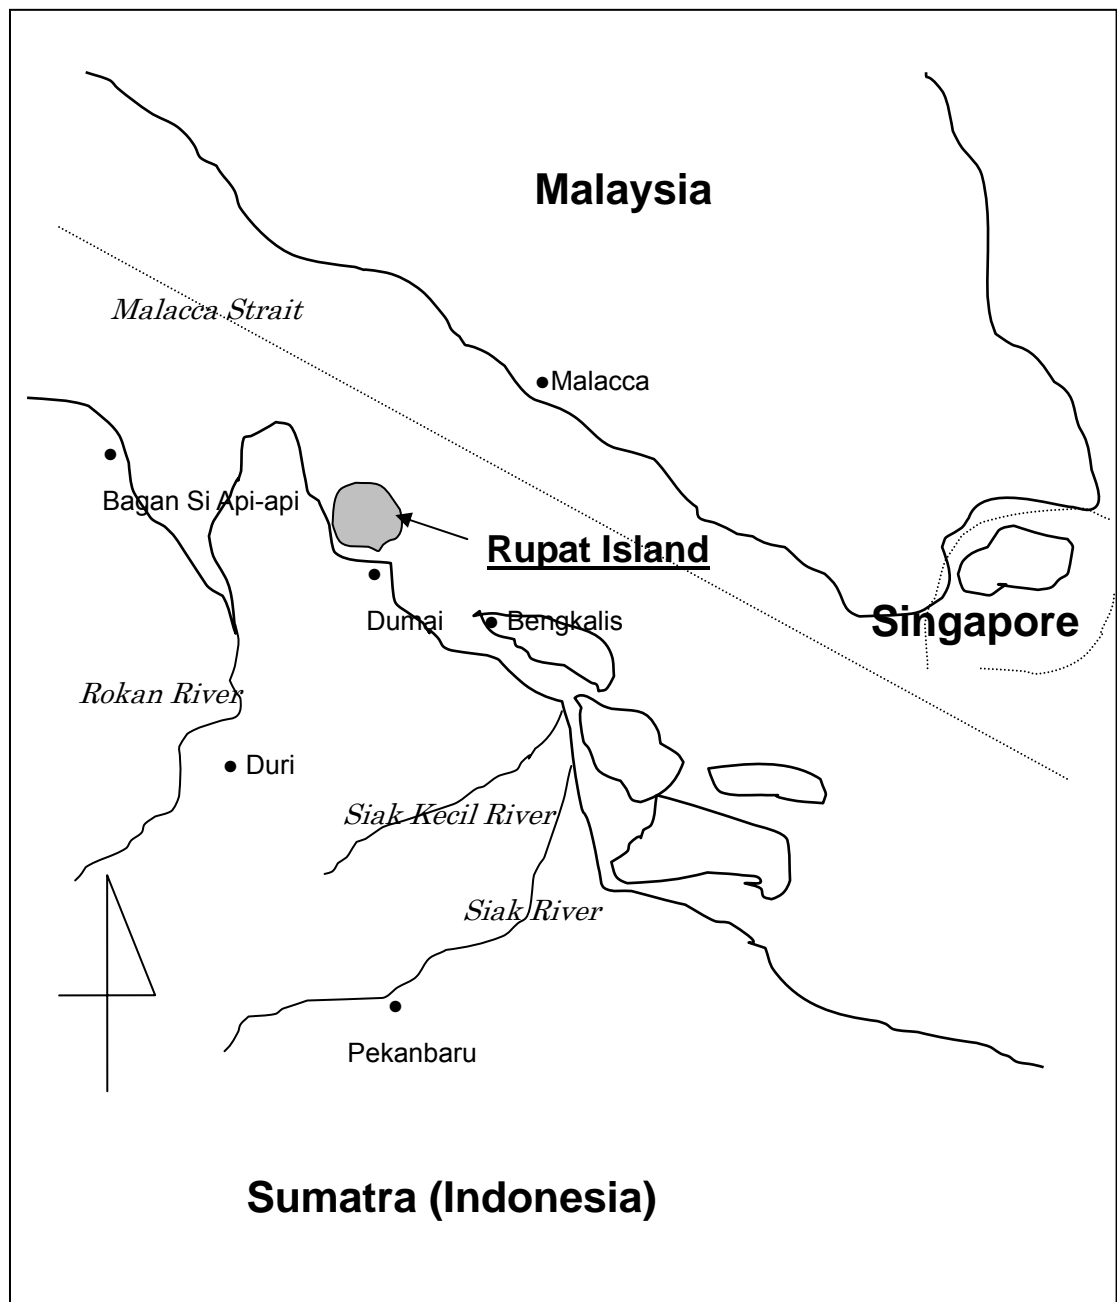 Malaysia
Malacca Strait
Malacca
Bagan Si Api-api
Rupat Island
Dumai
Bengkalis
Singapore
Rokan River
Duri
Siak Kecil River
Siak River
Pekanbaru
Sumatra (Indonesia)